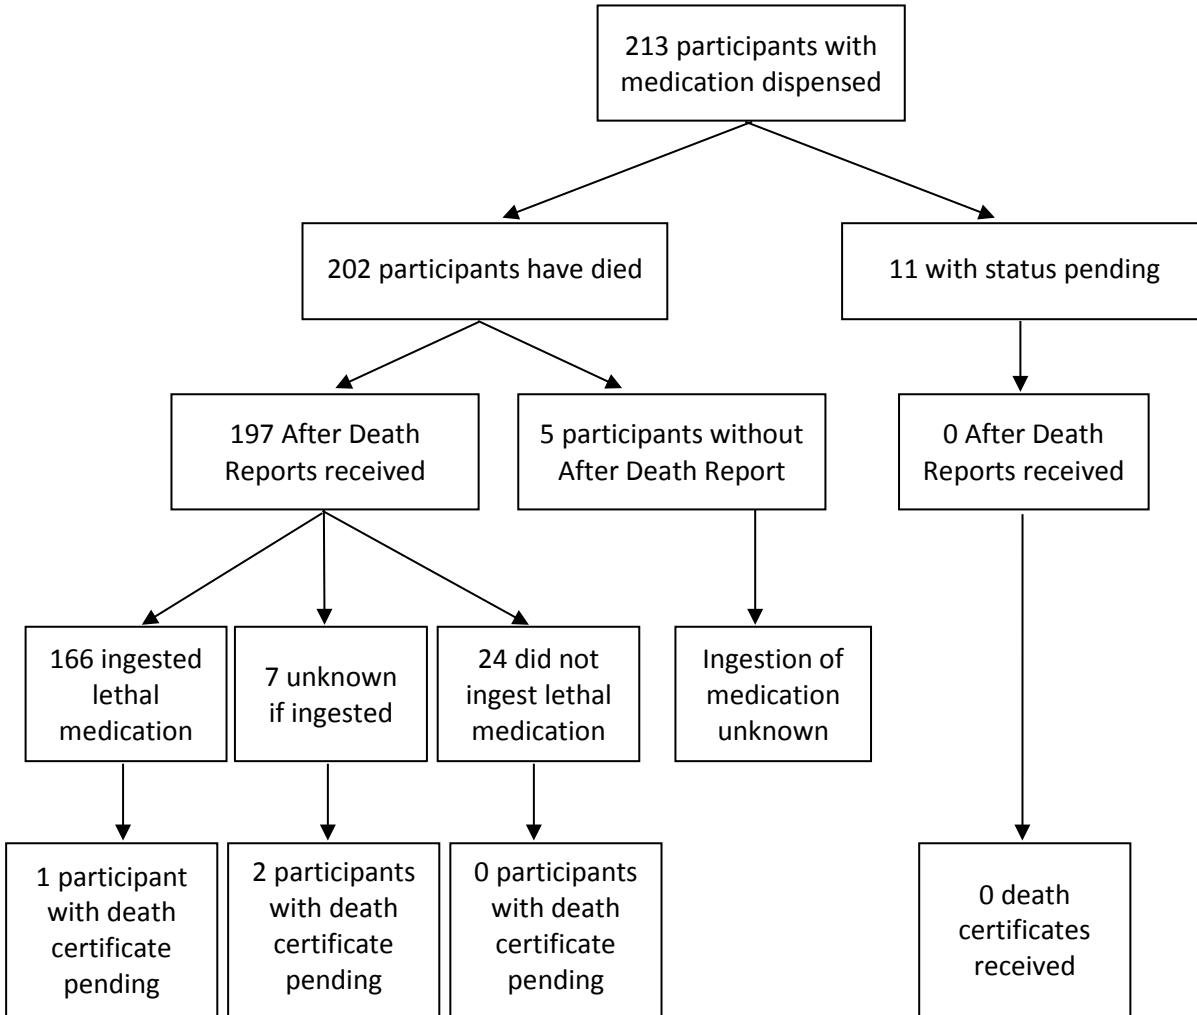 213 participants with
medication dispensed
202 participants have died
11 with status pending
197 After Death
Reports received
5 participants without
After Death Report
0 After Death
Reports received
166 ingested
lethal
medication
7 unknown
if ingested
24 did not
ingest lethal
medication
Ingestion of
medication
unknown
1 participant
with death
certificate
pending
2 participants
with death
certificate
pending
0 participants
with death
certificate
pending
0 death
certificates
received